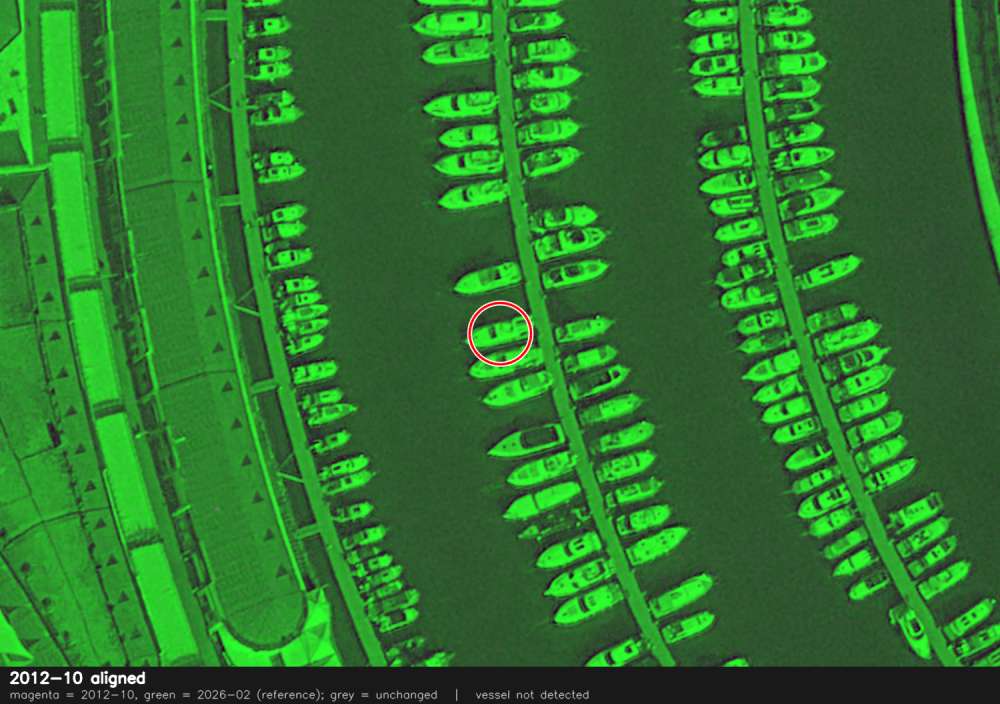 2012-10 aligned
magenta = 2012-10, green = 2026-02 (reference); grey = unchanged | vessel not detected